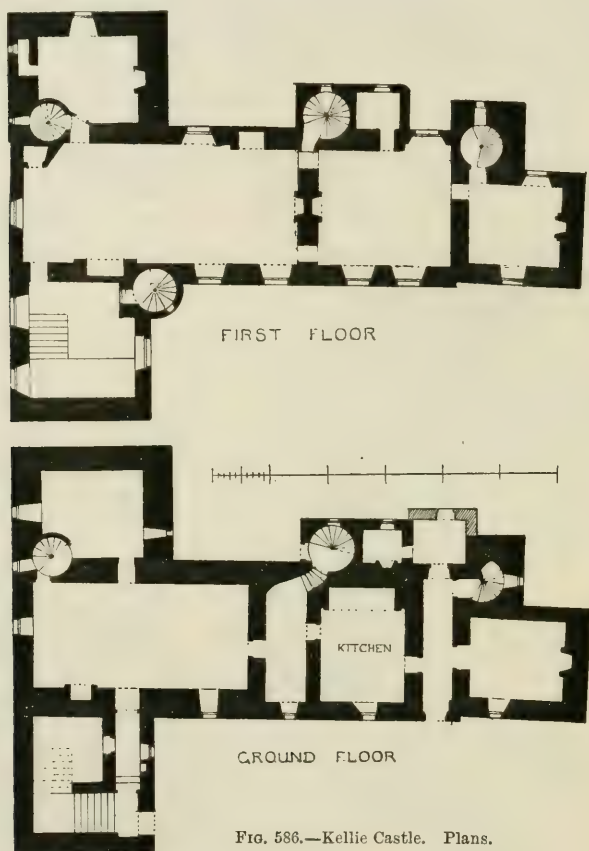 FIRST FLOOR
KITCHEN
GROUND FLOOR
FIG. 586.—Kellie Castle. Plans.